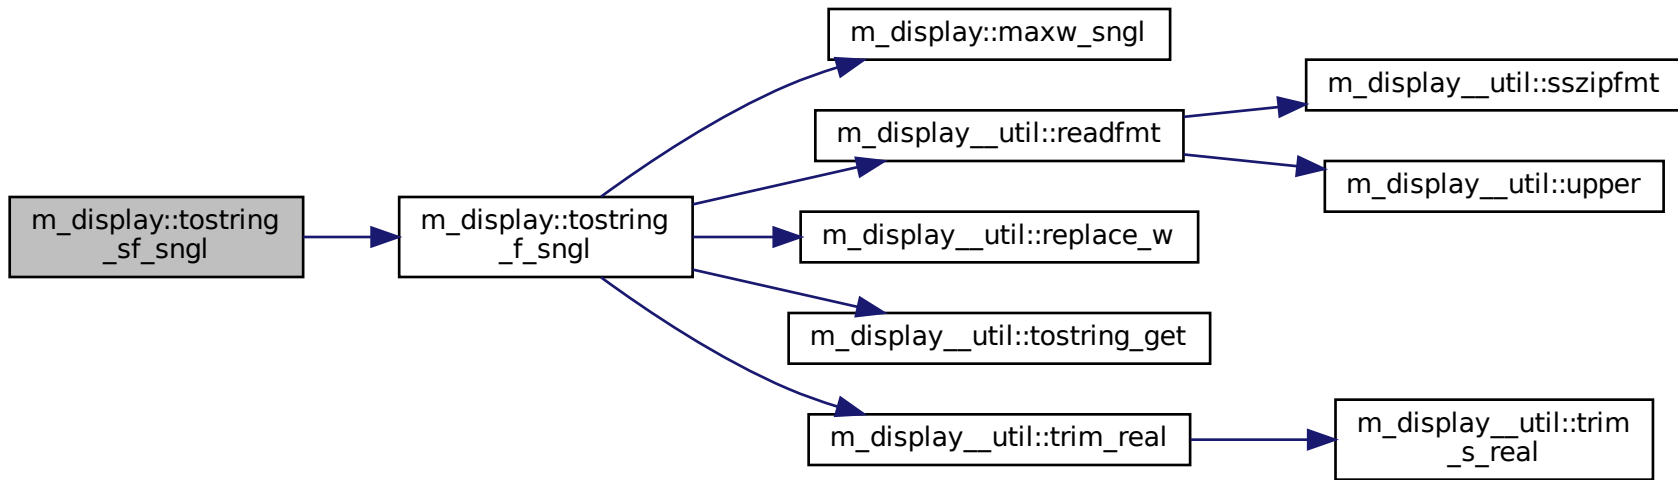 m_display::tostring
_sf_sngl
m_display::tostring
_f_sngl
m_display::maxw_sngl
m_display__util::readfmt
m_display__util::replace_w
m_display__util::tostring_get
m_display__util::trim_real
m_display__util::sszipfmt
m_display__util::upper
m_display__util::trim
_s_real